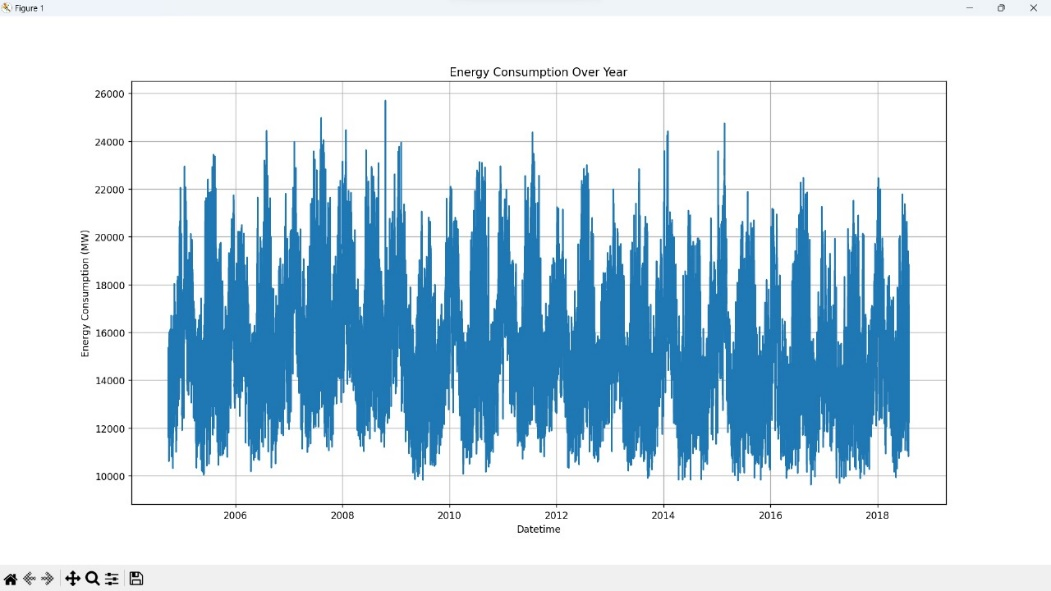 Figure 1
Energy Consumption Over Year
26000
24000
22000
20000
18000
16000
14000
12000
10000
Energy Consumption (MW)
2006 2008 2010 2012 2014 2016 2018
Datetime